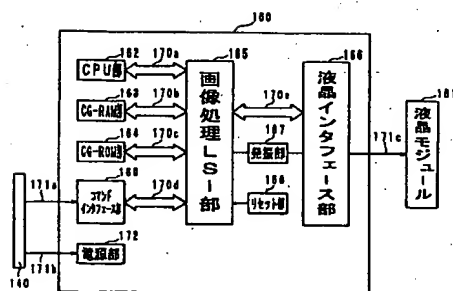 160
162
CPU部
170a
165
166
163
CG-RAM部
170b
170e
161
164
CG-ROM部
170c
167
発振部
171c
画像処理LSI部
液晶インタフェース部
液晶モジュール
171a
コマンド
インタフェース部
170d
168
リセット部
172
電源部
171b
140